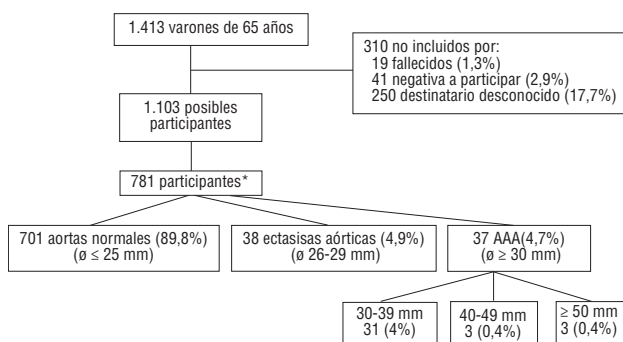 1.413 varones de 65 años
310 no incluidos por:
19 fallecidos (1,3%)
41 negativa a participar (2,9%)
250 destinatario desconocido (17,7%)
1.103 posibles
participantes
781 participantes*
701 aortas normales (89,8%)
(ø ≤ 25 mm)
38 ectasisas aórticas (4,9%)
(ø 26-29 mm)
37 AAA(4,7%)
(ø ≥ 30 mm)
30-39 mm
31 (4%)
40-49 mm
3 (0,4%)
≥ 50 mm
3 (0,4%)